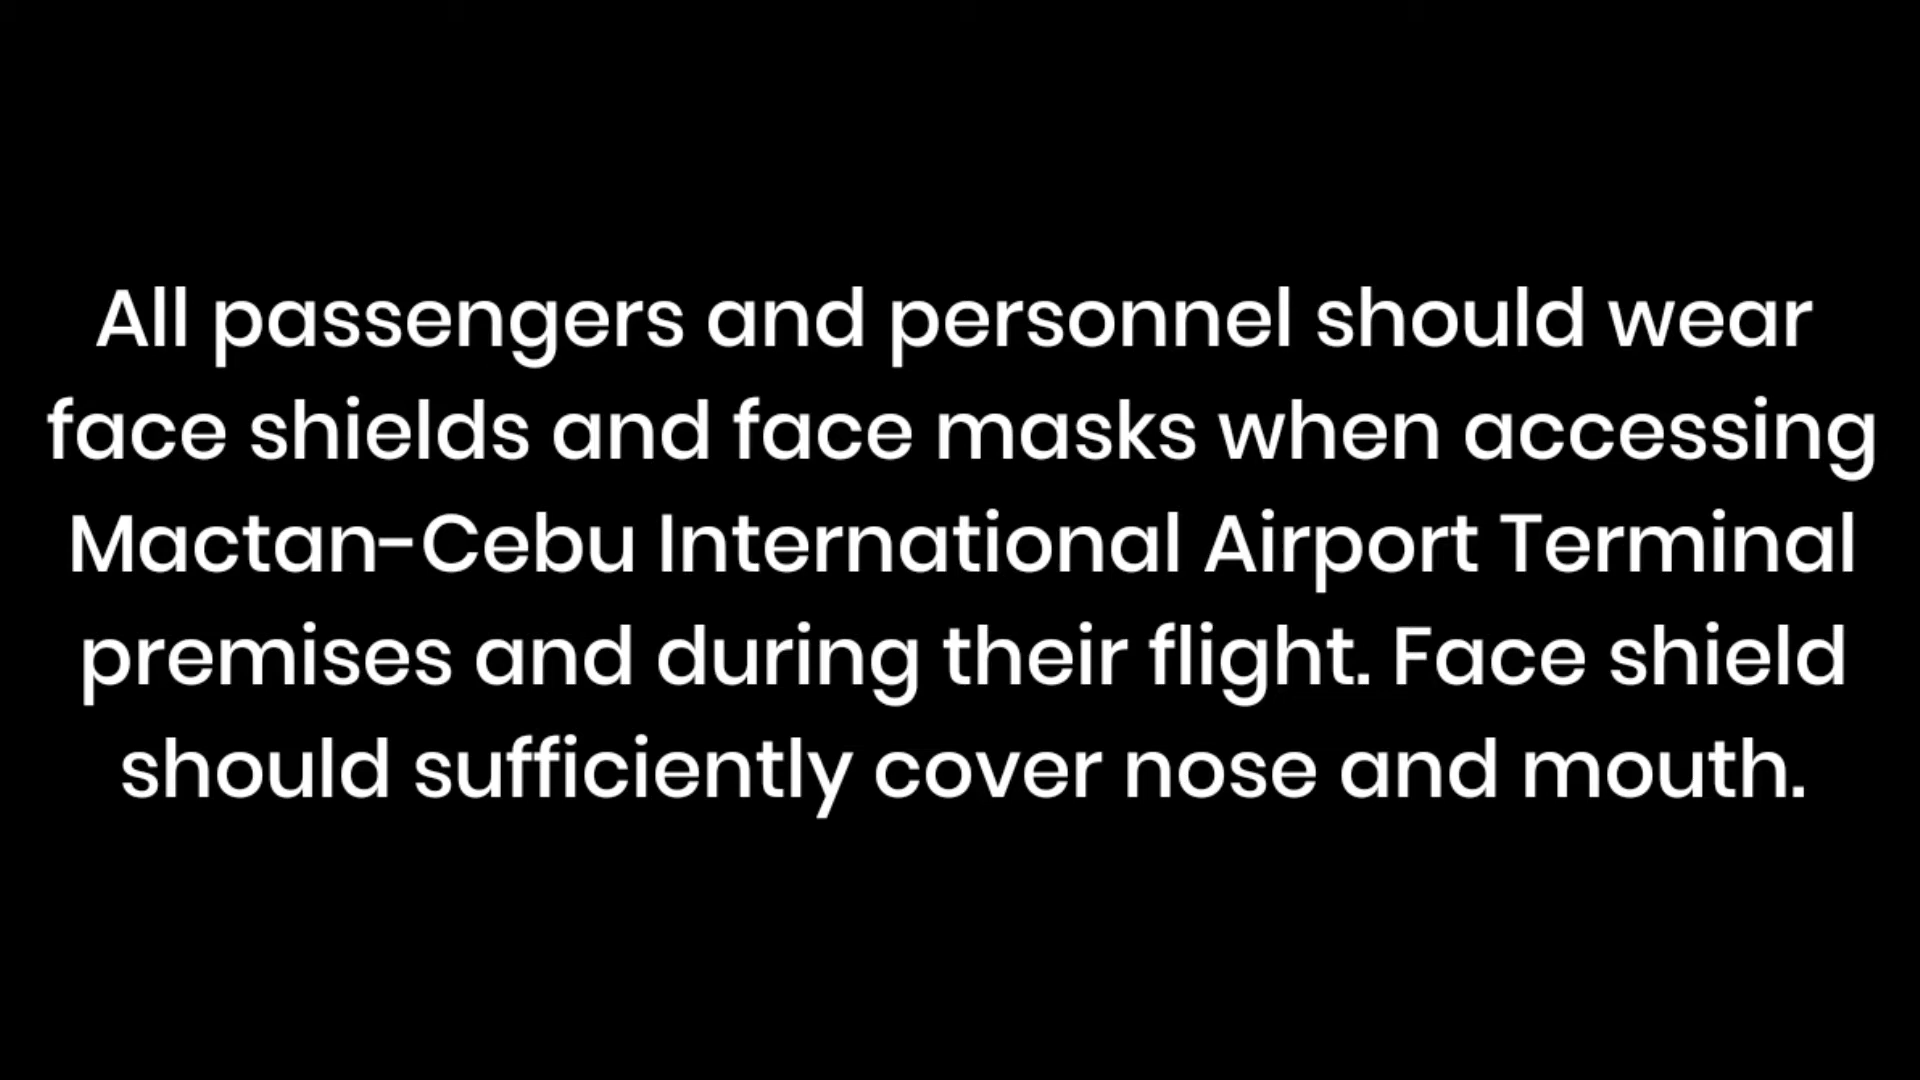 All passengers and personnel should wear
face shields and face masks when accessing
Mactan-Cebu International Airport Terminal
premises and during their flight. Face shield
should sufficiently cover nose and mouth.